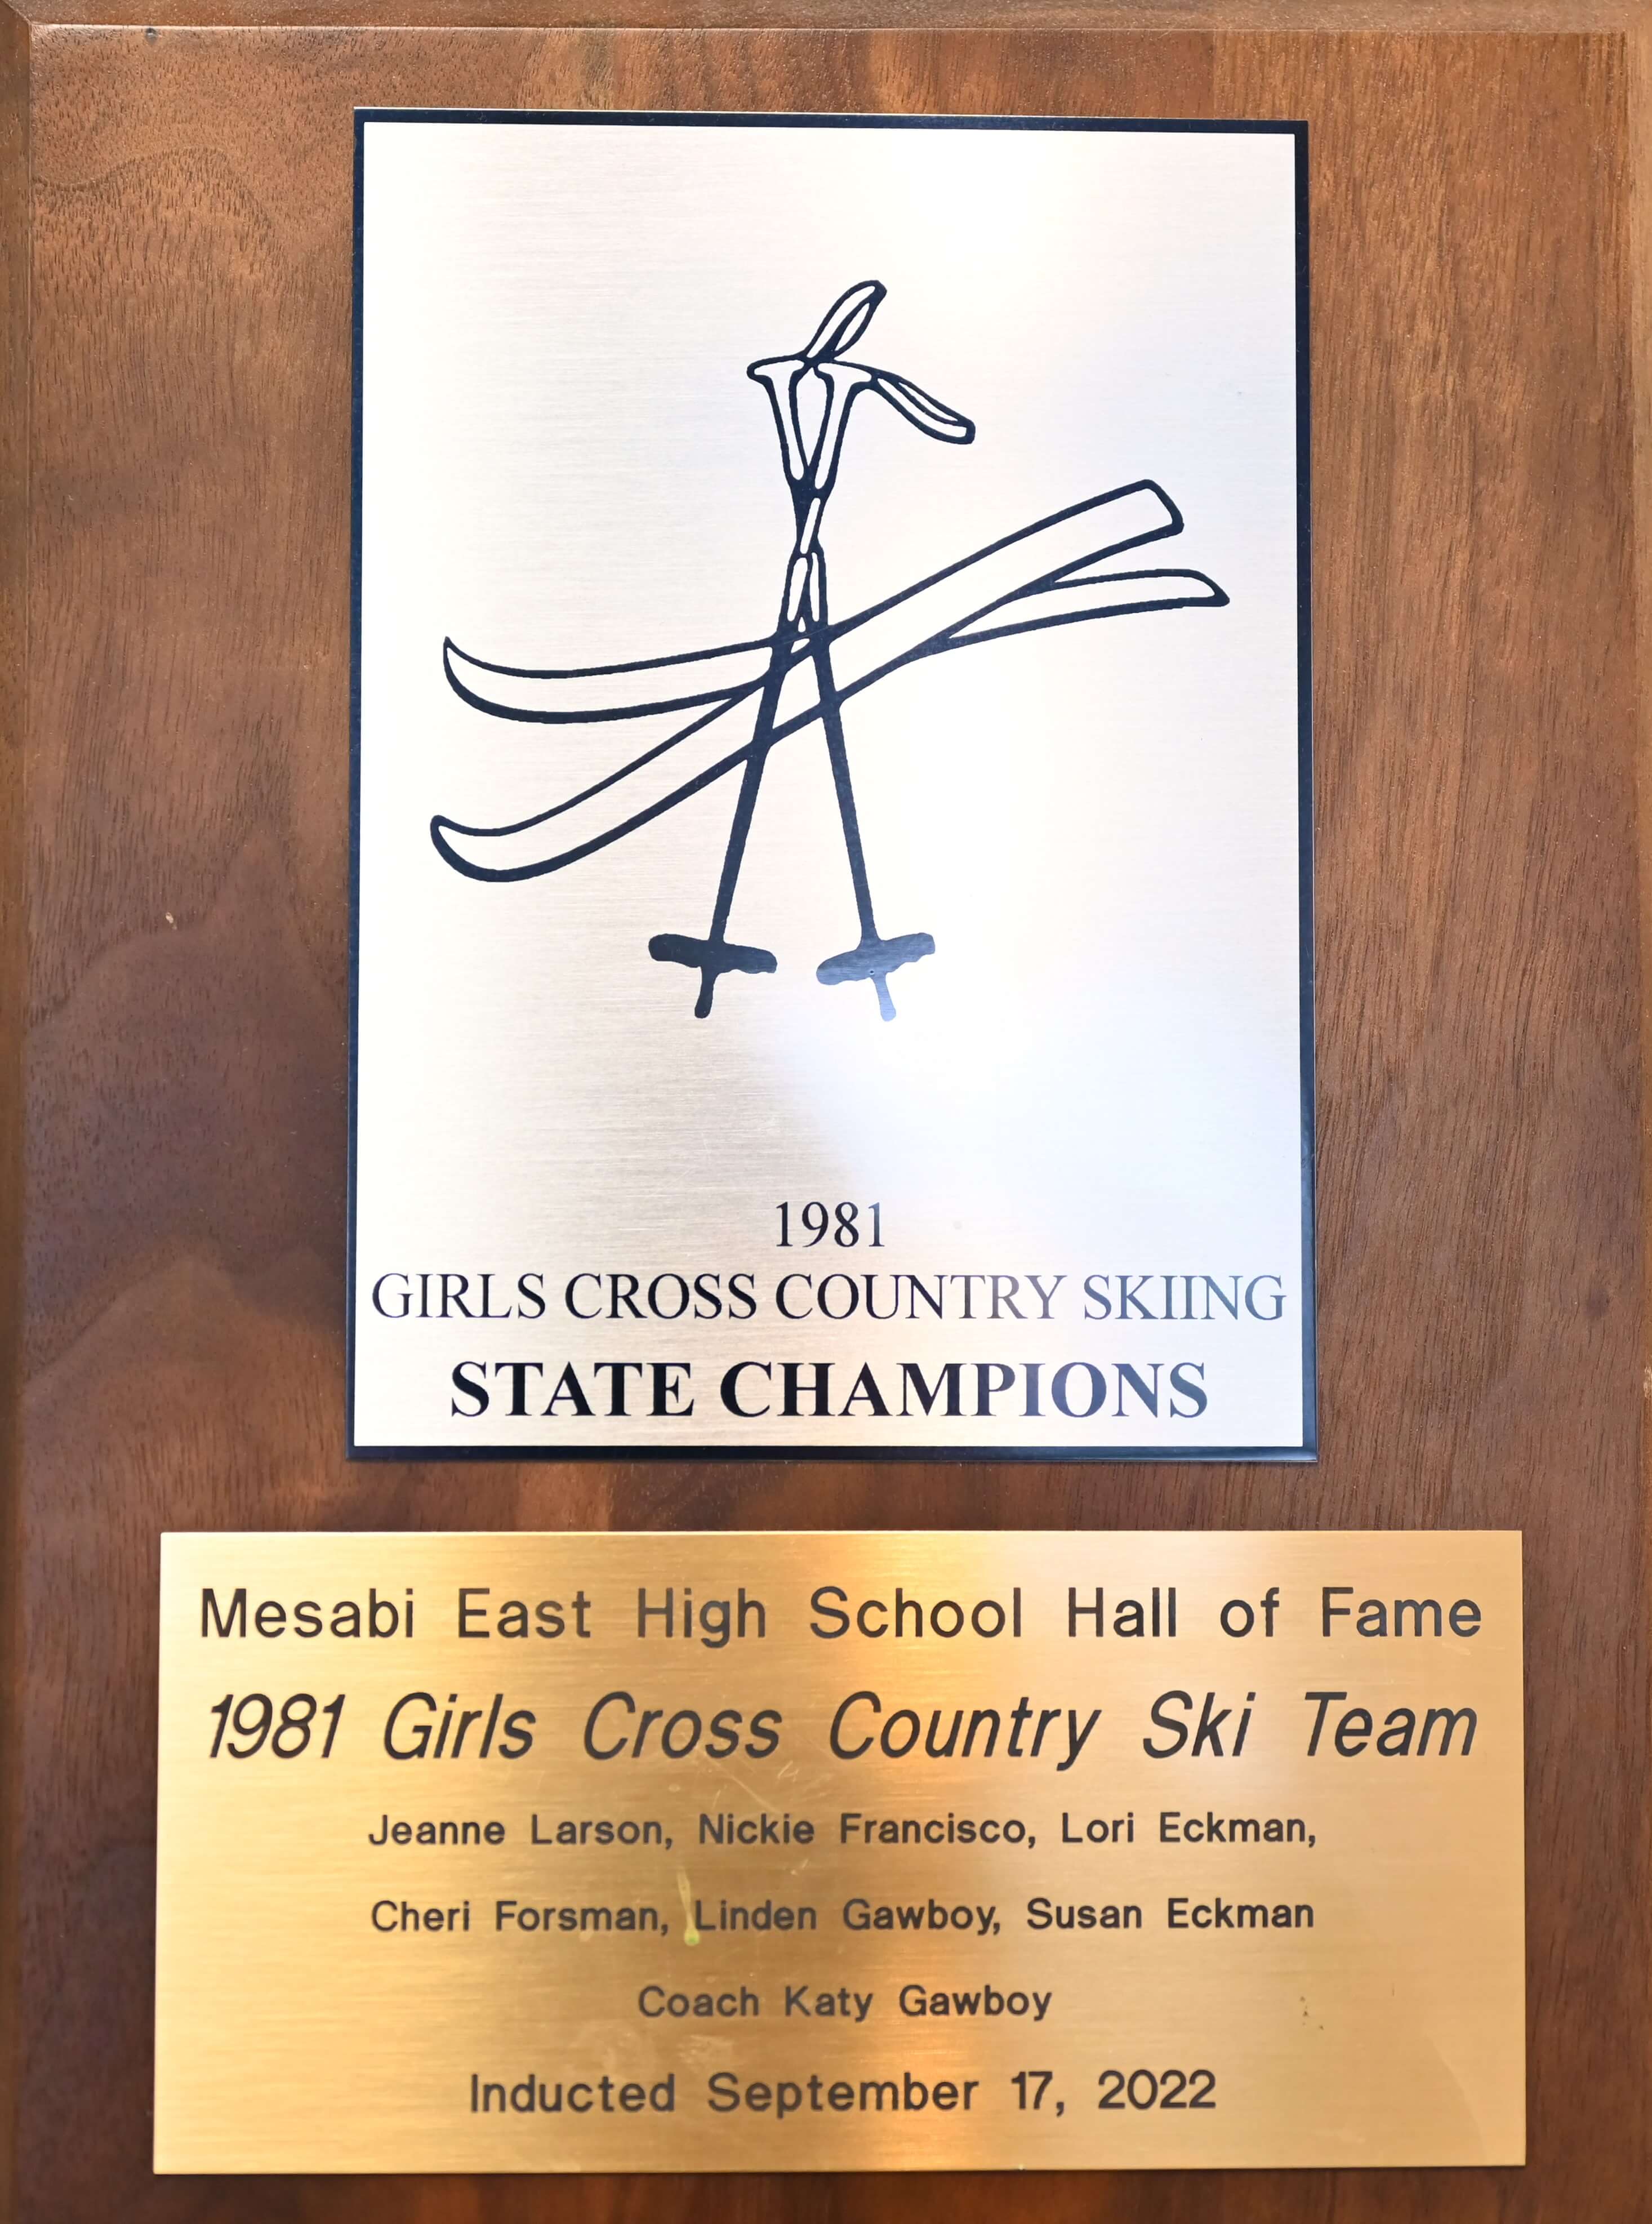 1981
GIRLS CROSS COUNTRY SKIING
STATE CHAMPIONS
Mesabi East High School Hall of Fame
1981 Girls Cross Country Ski Team
Jeanne Larson, Nickie Francisco, Lori Eckman,
Cheri Forsman, Linden Gawboy, Susan Eckman
Coach Katy Gawboy
Inducted September 17, 2022